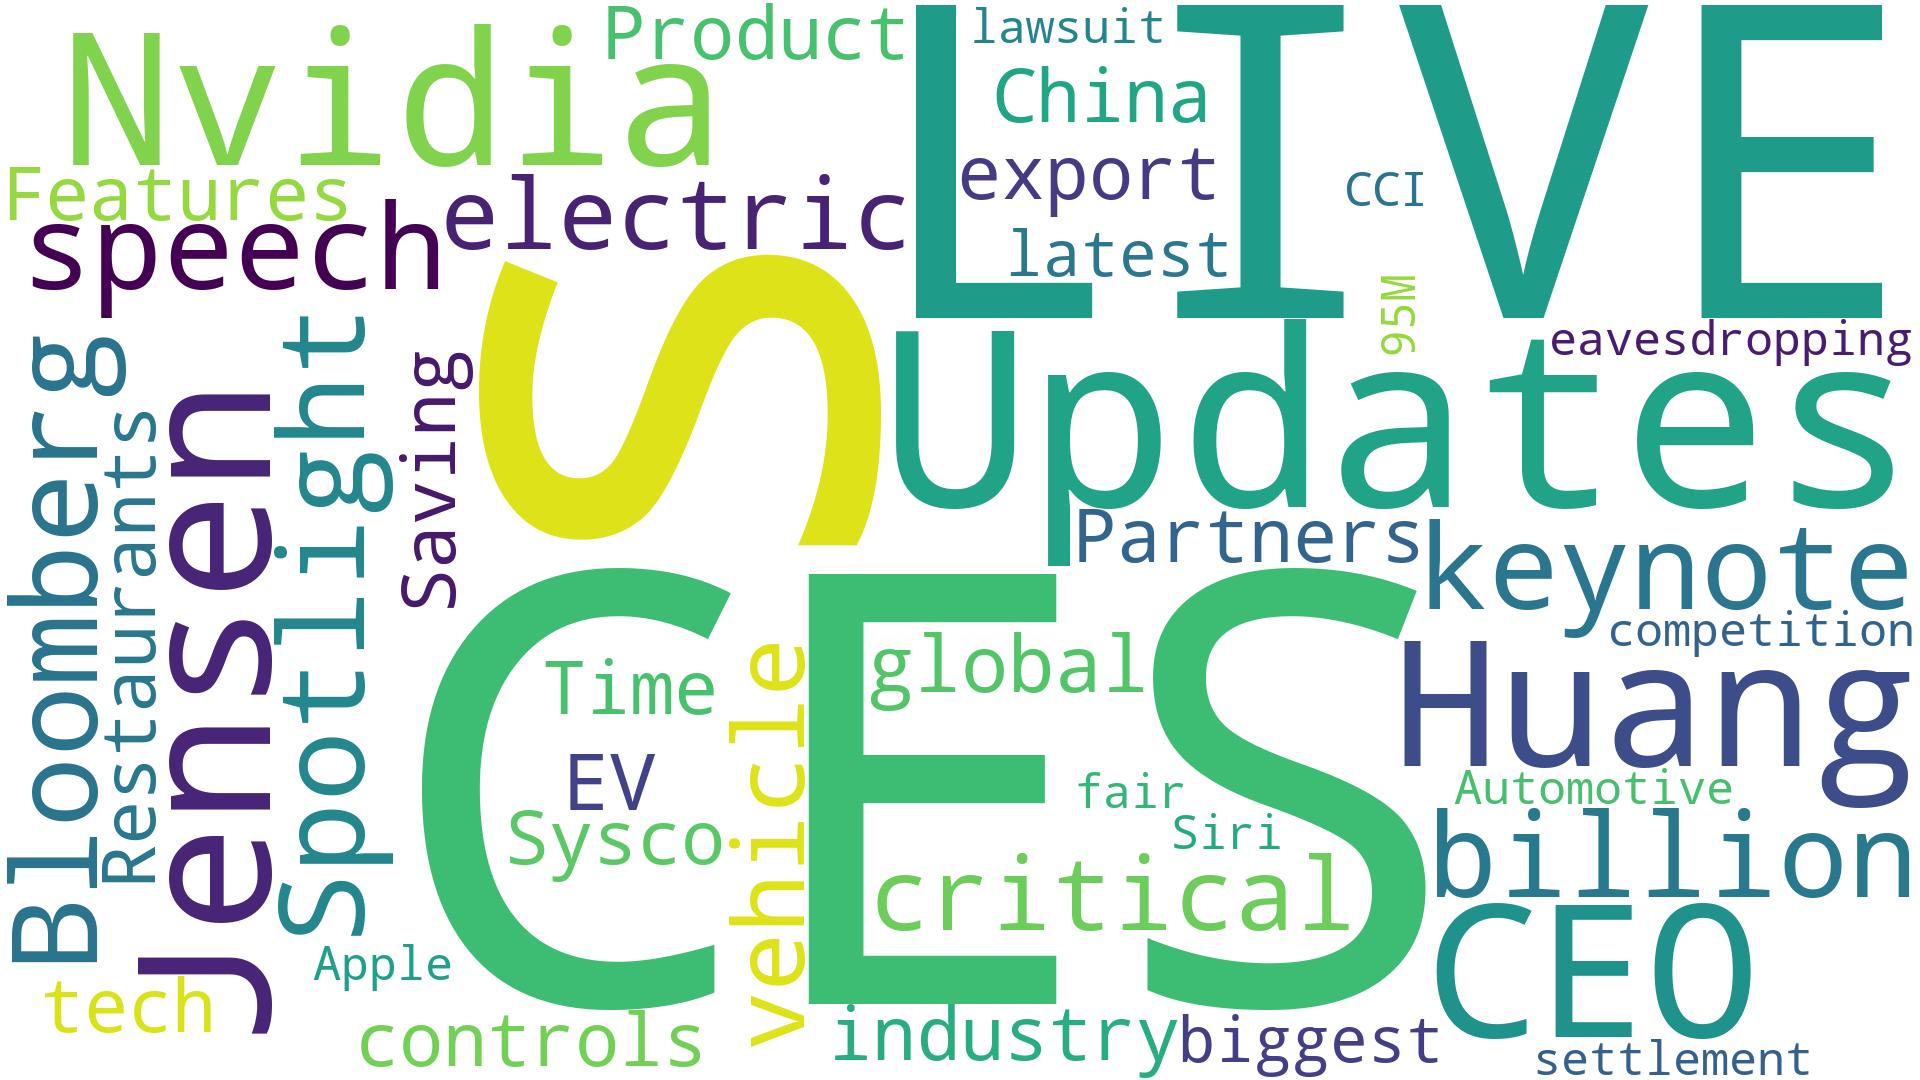 Nvidia
Product
LIVE
lawsuit
China
export
CCI
latest
95M
Features
speech
electric
eavesdropping
S
Updates
Bloomberg
Restaurants
Jensen
Spotlight
Saving
Partners
keynote
competition
CES
Time
vehicle
global
Huang
EV
Sysco
fair
Siri
Automotive
critical
billion
CEO
Apple
tech
controls
industry
biggest
settlement